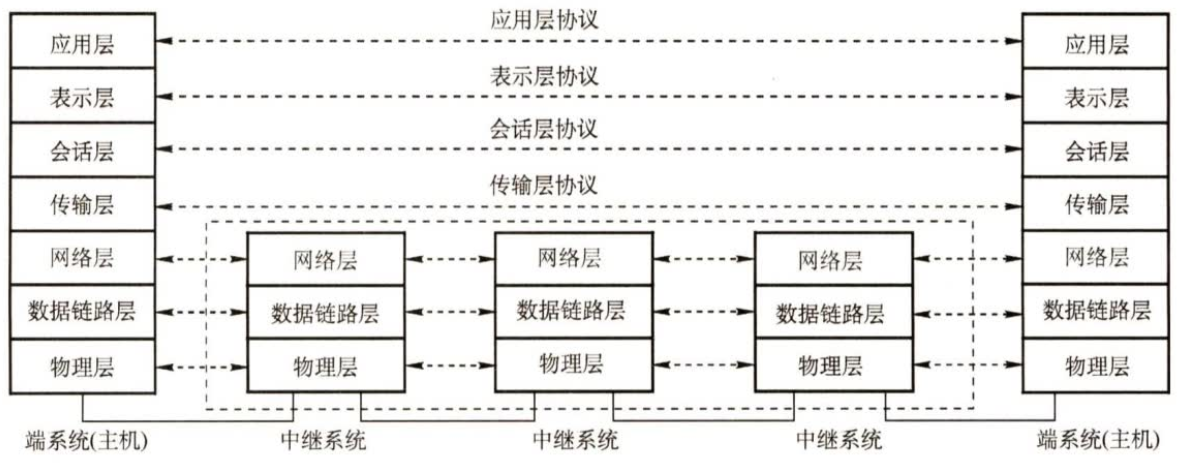 应用层协议
应用层 应用层
表示层协议
表示层 表示层
会话层协议
会话层 会话层
传输层协议
传输层 传输层
网络层 网络层 网络层 网络层 网络层
数据链路层 数据链路层 数据链路层 数据链路层 数据链路层
物理层 物理层 物理层 物理层 物理层
端系统(主机) 中继系统 中继系统 中继系统 端系统(主机)